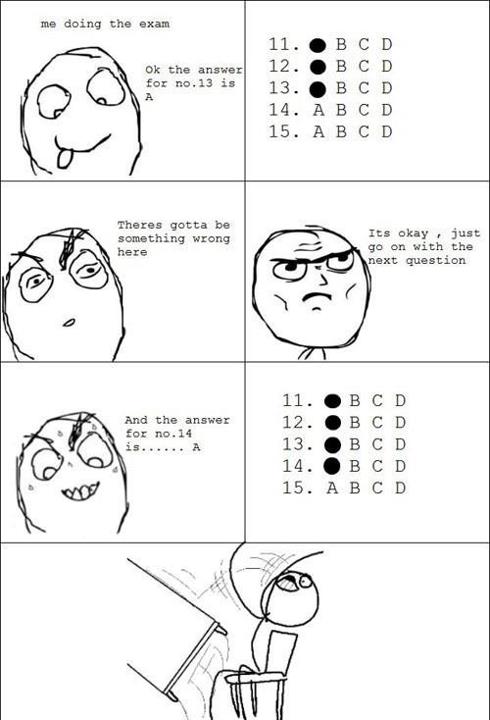 me doing the exam
Ok the answer
for no.13 is
A
11. ● B C D
12. ● B C D
13. ● B C D
14. A B C D
15. A B C D
Theres gotta be
something wrong
here
Its okay , just
go on with the
next question
And the answer
for no.14
is...... A
11. ● B C D
12. ● B C D
13. ● B C D
14. ● B C D
15. A B C D